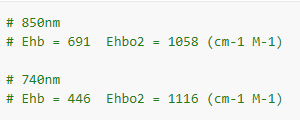 # 850nm
# Ehb = 691  Ehbo2 = 1058 (cm-1 M-1)
# 740nm
# Ehb = 446  Ehbo2 = 1116 (cm-1 M-1)